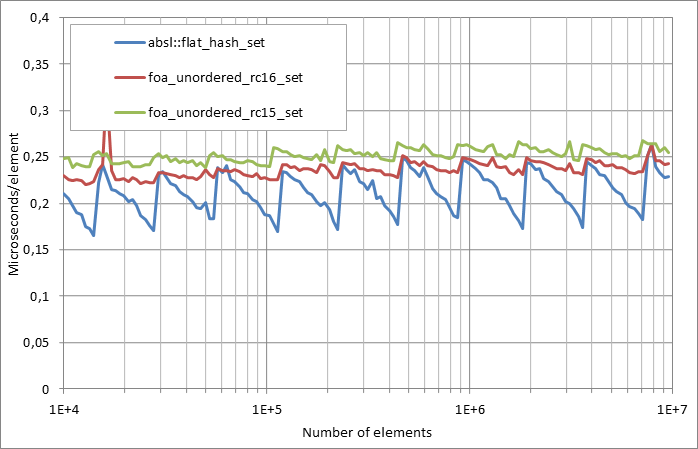 0,4
0,35
0,3
0,25
0,2
0,15
0,1
0,05
0
Microseconds/element
absl::flat_hash_set
foa_unordered_rc16_set
foa_unordered_rc15_set
1E+4
1E+5
1E+6
1E+7
Number of elements